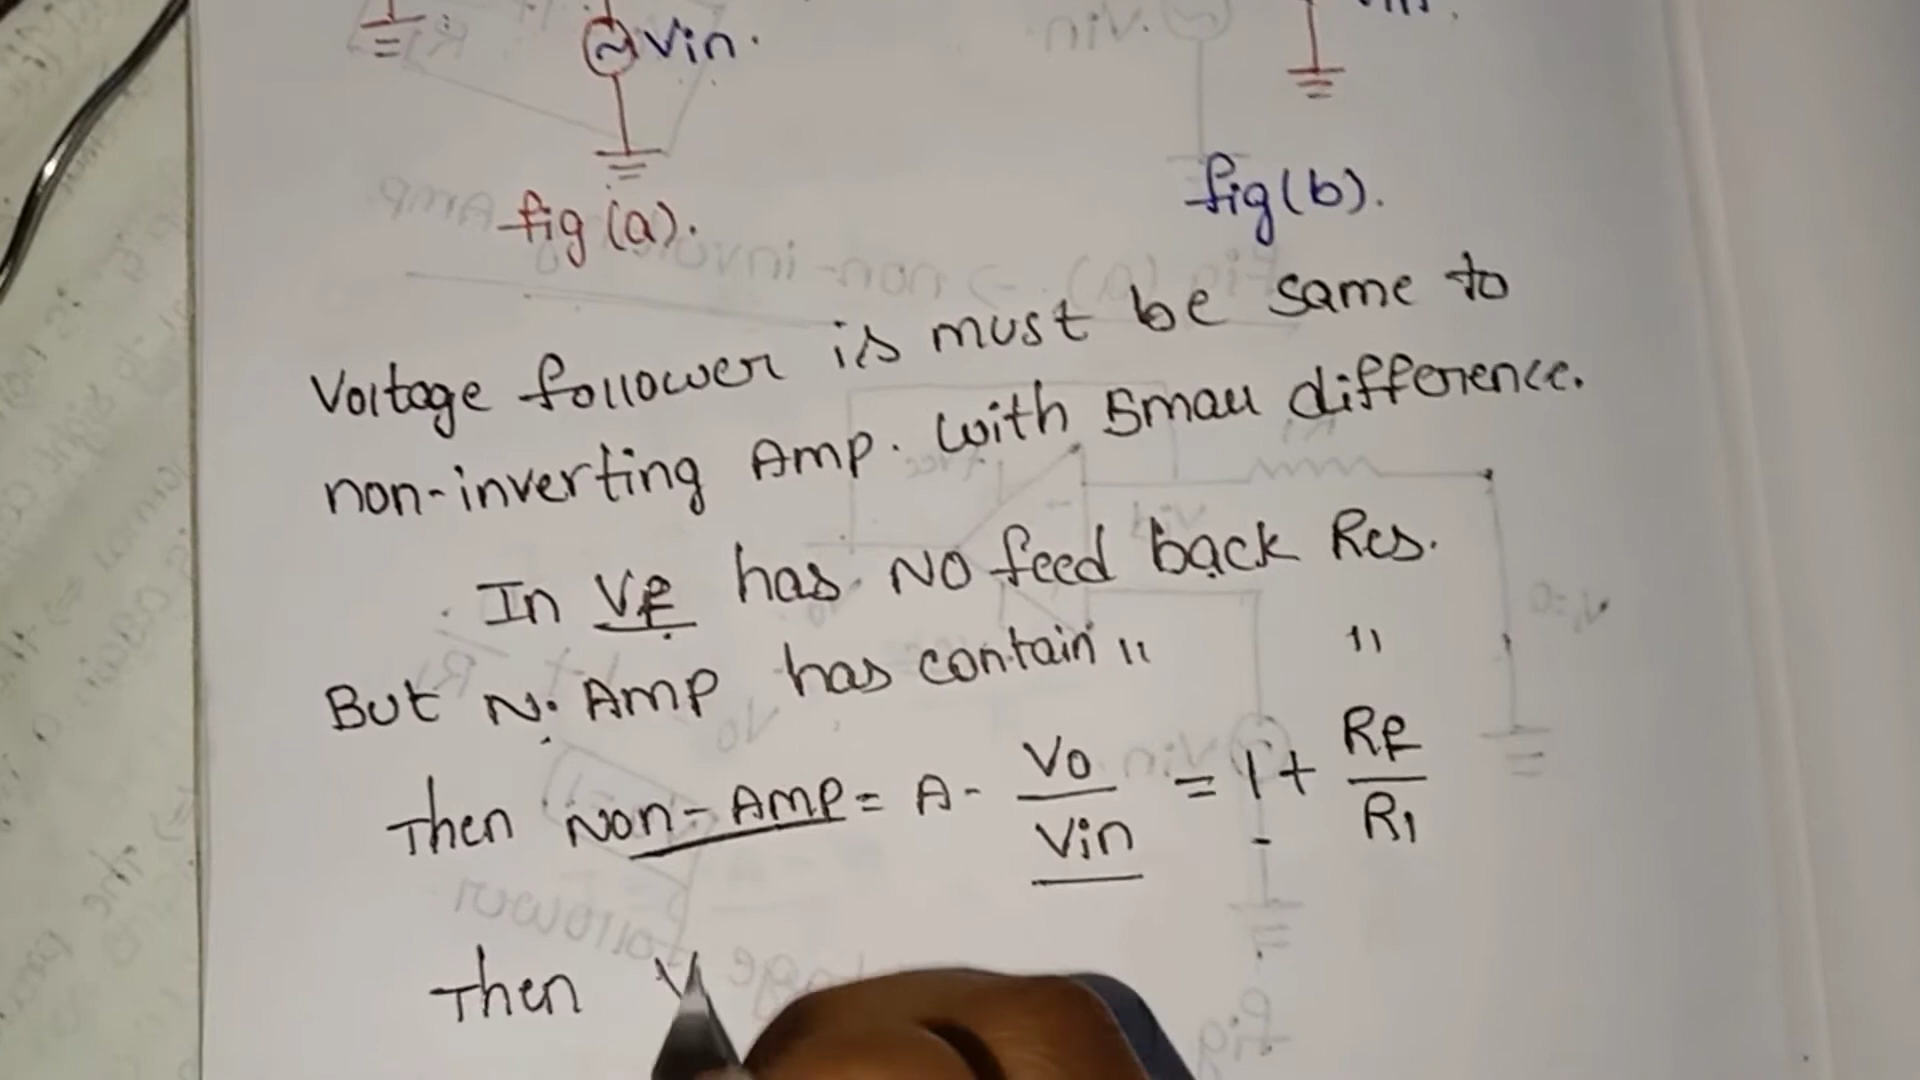 Vin.
fig (a).
fig (b).
Voltage follower is must be same to
non-inverting Amp. with small difference.
In VF has NO feed back Res.
But N. Amp has contain " "
Then Non-Amp = A - Vo/Vin = 1 + RF/R1
Then V